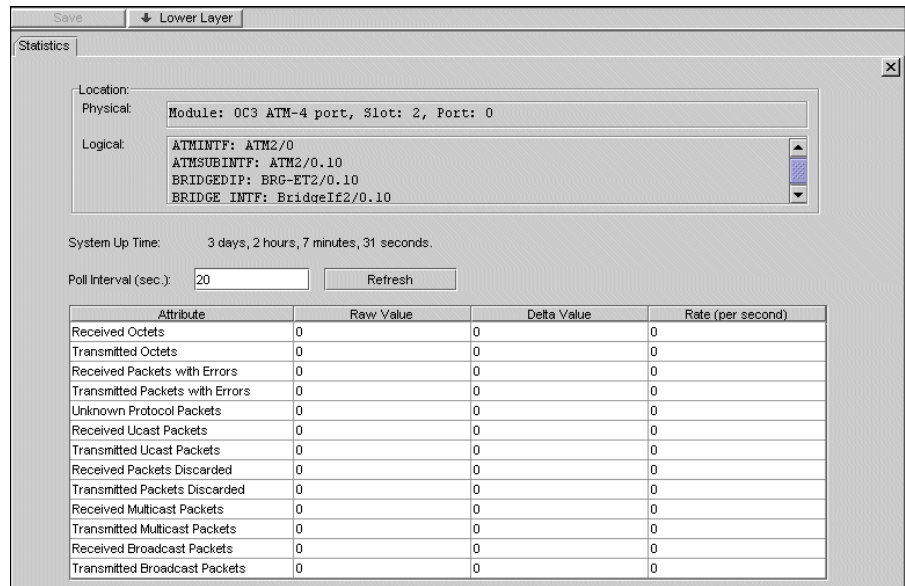 Save Lower Layer
Statistics
Location:
Physical: Module: OC3 ATM-4 port, Slot: 2, Port: 0
Logical: ATMINTF: ATM2/0
ATMSUBINTF: ATM2/0.10
BRIDGEDIP: BRG-ET2/0.10
BRIDGE INTF: BridgeIf2/0.10
System Up Time: 3 days, 2 hours, 7 minutes, 31 seconds.
Poll Interval (sec.): 20 Refresh
Attribute Raw Value Delta Value Rate (per second)
Received Octets 0 0 0
Transmitted Octets 0 0 0
Received Packets with Errors 0 0 0
Transmitted Packets with Errors 0 0 0
Unknown Protocol Packets 0 0 0
Received Ucast Packets 0 0 0
Transmitted Ucast Packets 0 0 0
Received Packets Discarded 0 0 0
Transmitted Packets Discarded 0 0 0
Received Multicast Packets 0 0 0
Transmitted Multicast Packets 0 0 0
Received Broadcast Packets 0 0 0
Transmitted Broadcast Packets 0 0 0